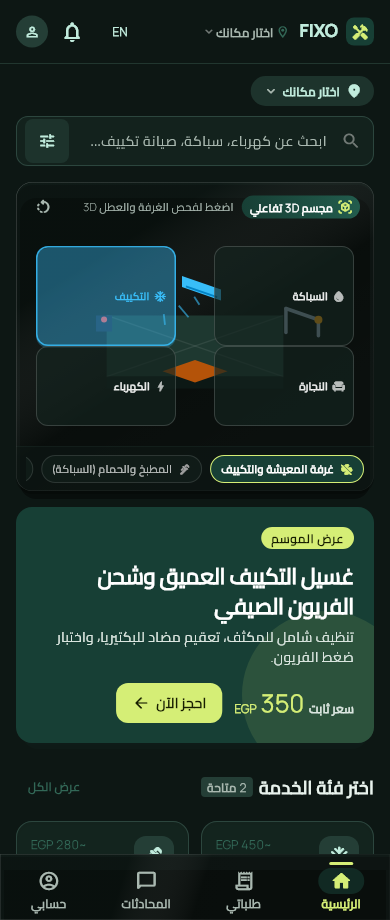 FIXO
اختار مكانك
EN
اختار مكانك
ابحث عن كهرباء، سباكة، صيانة تكييف...
مجسم 3D تفاعلي
اضغط لفحص الغرفة والعطل 3D
السباكة
التكييف
النجارة
الكهرباء
غرفة المعيشة والتكييف
المطبخ والحمام (السباكة)
عرض الموسم
غسيل التكييف العميق وشحن
الفريون الصيفي
تنظيف شامل للمكثف، تعقيم مضاد للبكتيريا، واختبار
ضغط الفريون.
سعر ثابت 350 EGP
احجز الآن
اختر فئة الخدمة
2 متاحة
عرض الكل
EGP 450~
EGP 280~
الرئيسية
طلباتي
المحادثات
حسابي